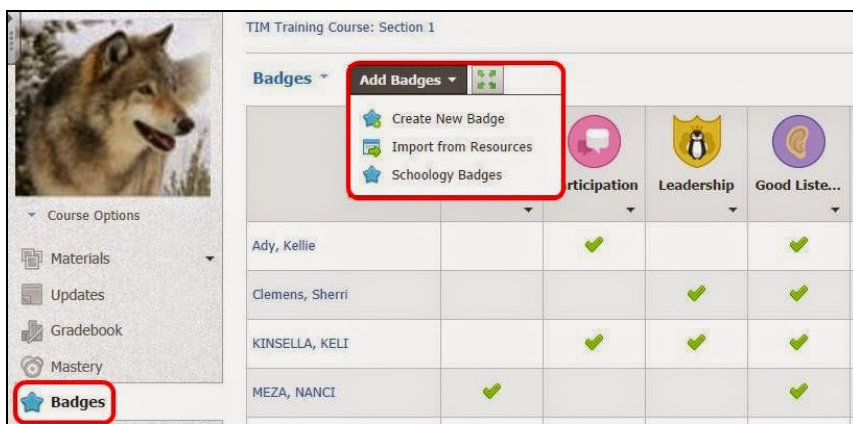 TIM Training Course: Section 1
Badges
Add Badges
Create New Badge
Import from Resources
Schoology Badges
Leadership
Good Liste...
Course Options
Materials
Updates
Gradebook
Mastery
Badges
Ady, Kellie
Clemens, Sherri
KINSELLA, KELI
MEZA, NANCI